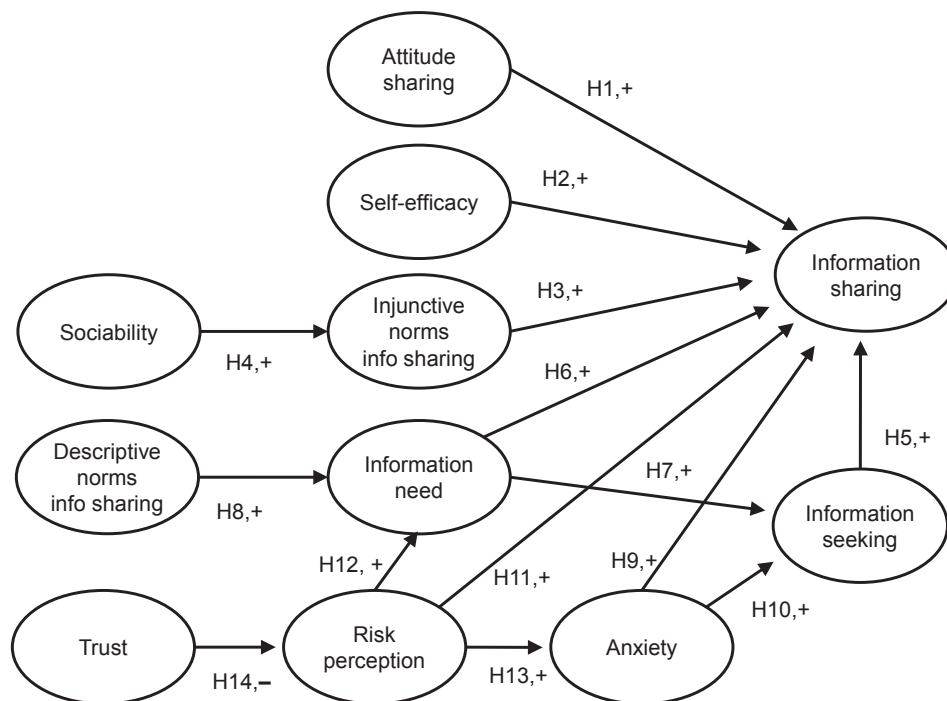 Attitude
sharing
H1,+
Self-efficacy
H2,+
Information
sharing
Sociability
H4,+
Injunctive
norms
info sharing
H3,+
H6,+
Descriptive
norms
info sharing
H8,+
Information
need
H7,+
H5,+
Information
seeking
H12, +
H11,+
H9,+
H10,+
Trust
H14,–
Risk
perception
H13,+
Anxiety